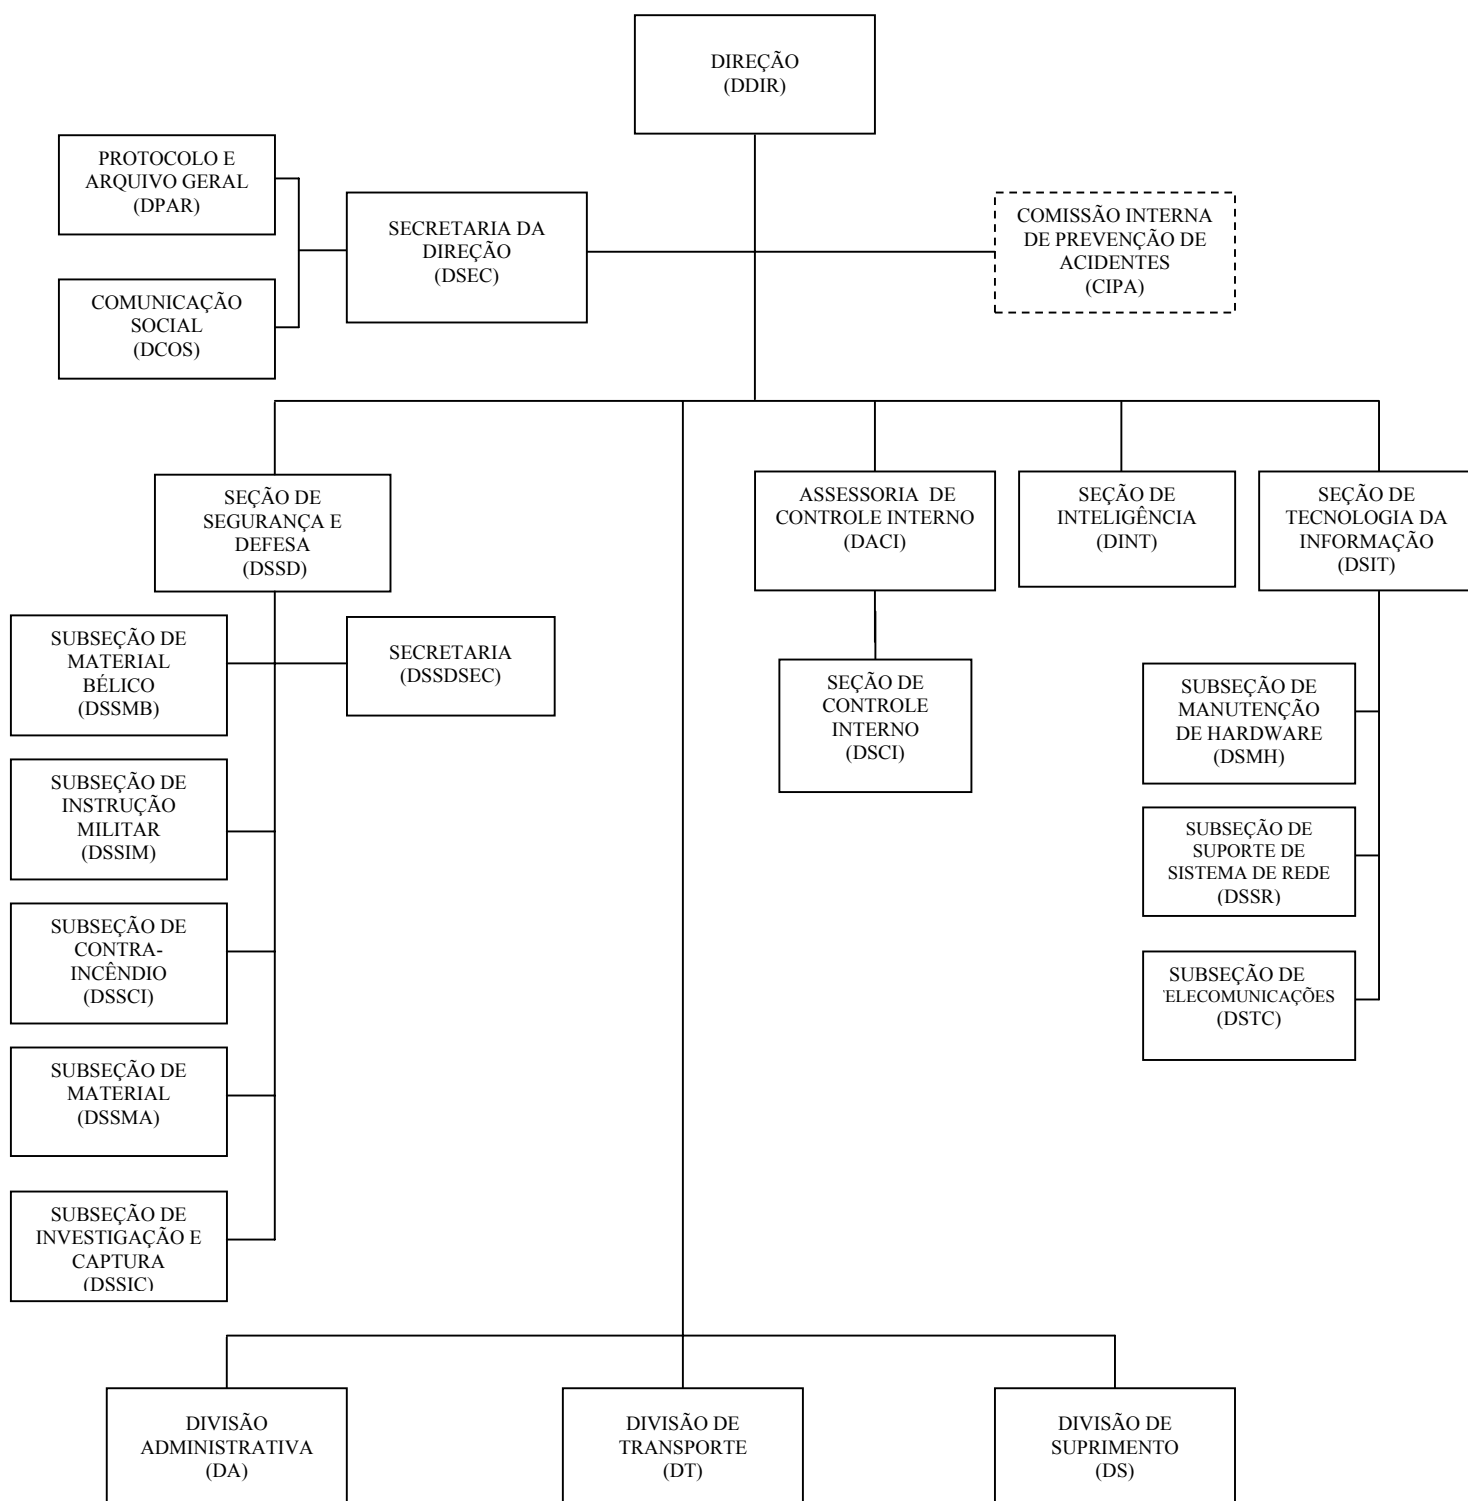 DIREÇÃO
(DDIR)
PROTOCOLO E
ARQUIVO GERAL
(DPAR)
SECRETARIA DA
DIREÇÃO
(DSEC)
COMISSÃO INTERNA
DE PREVENÇÃO DE
ACIDENTES
(CIPA)
COMUNICAÇÃO
SOCIAL
(DCOS)
SEÇÃO DE
SEGURANÇA E
DEFESA
(DSSD)
ASSESSORIA DE
CONTROLE INTERNO
(DACI)
SEÇÃO DE
INTELIGÊNCIA
(DINT)
SEÇÃO DE
TECNOLOGIA DA
INFORMAÇÃO
(DSIT)
SUBSEÇÃO DE
MATERIAL
BÉLICO
(DSSMB)
SECRETARIA
(DSSDSEC)
SEÇÃO DE
CONTROLE
INTERNO
(DSCI)
SUBSEÇÃO DE
MANUTENÇÃO
DE HARDWARE
(DSMH)
SUBSEÇÃO DE
INSTRUÇÃO
MILITAR
(DSSIM)
SUBSEÇÃO DE
SUPORTE DE
SISTEMA DE REDE
(DSSR)
SUBSEÇÃO DE
CONTRA-
INCÊNDIO
(DSSCI)
SUBSEÇÃO DE
TELECOMUNICAÇÕES
(DSTC)
SUBSEÇÃO DE
MATERIAL
(DSSMA)
SUBSEÇÃO DE
INVESTIGAÇÃO E
CAPTURA
(DSSIC)
DIVISÃO
ADMINISTRATIVA
(DA)
DIVISÃO DE
TRANSPORTE
(DT)
DIVISÃO DE
SUPRIMENTO
(DS)